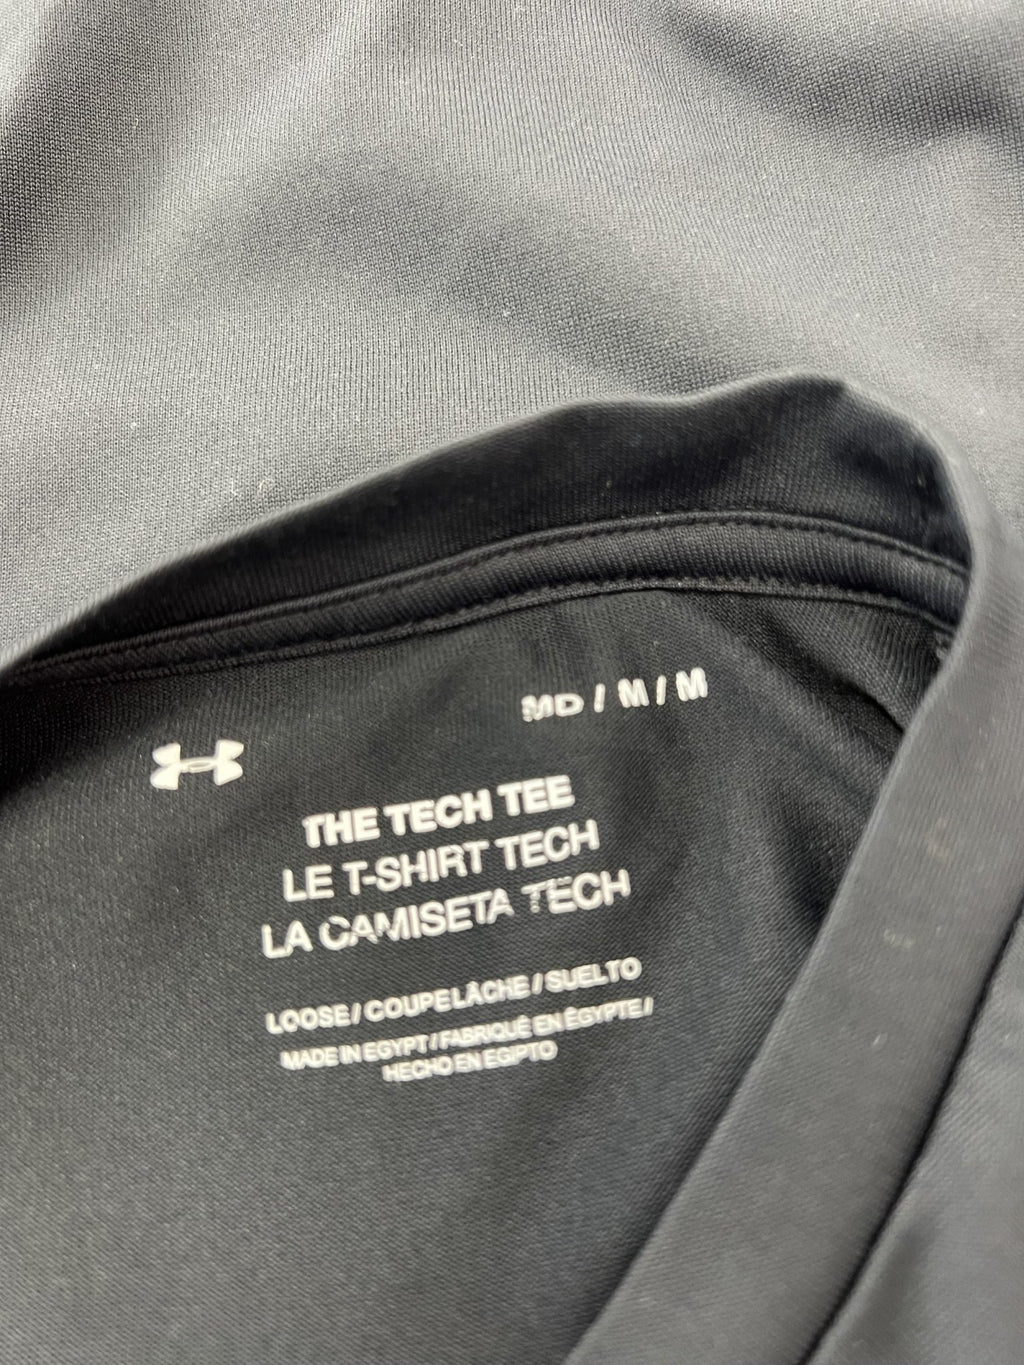 MD / M / M
THE TECH TEE
LE T-SHIRT TECH
LA CAMISETA TECH
LOOSE / COUPE LÂCHE / SUELTO
MADE IN EGYPT / FABRIQUÉ EN ÉGYPTE /
HECHO EN EGIPTO